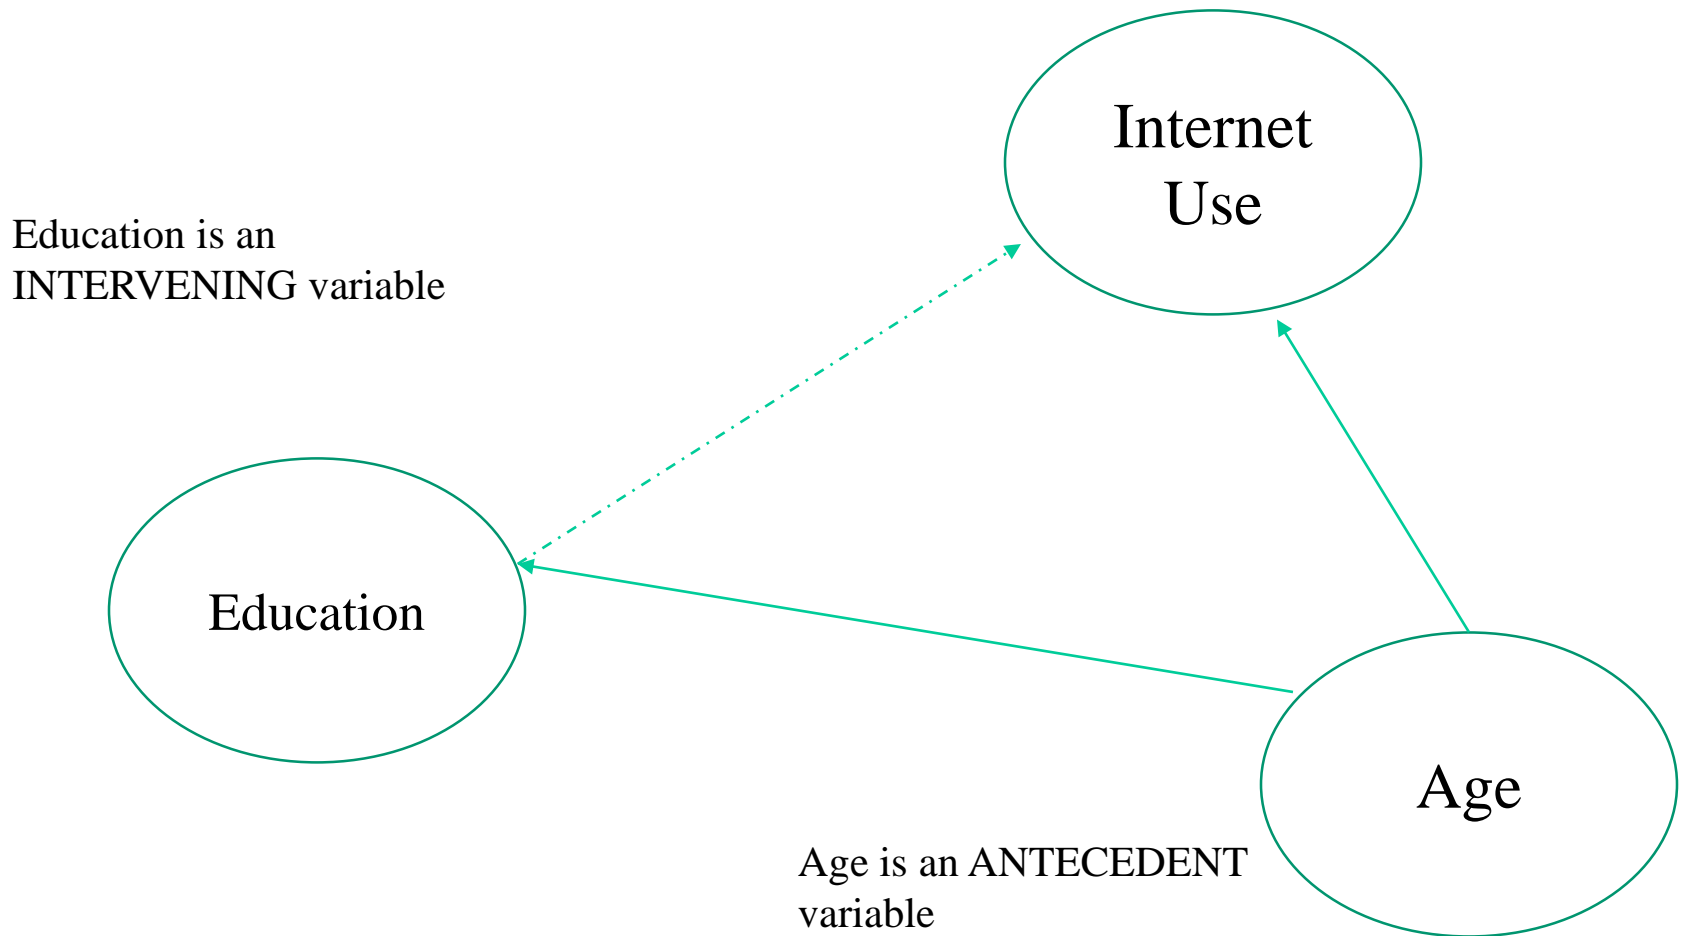 Internet
Use
Education is an
INTERVENING variable
Education
Age
Age is an ANTECEDENT
variable